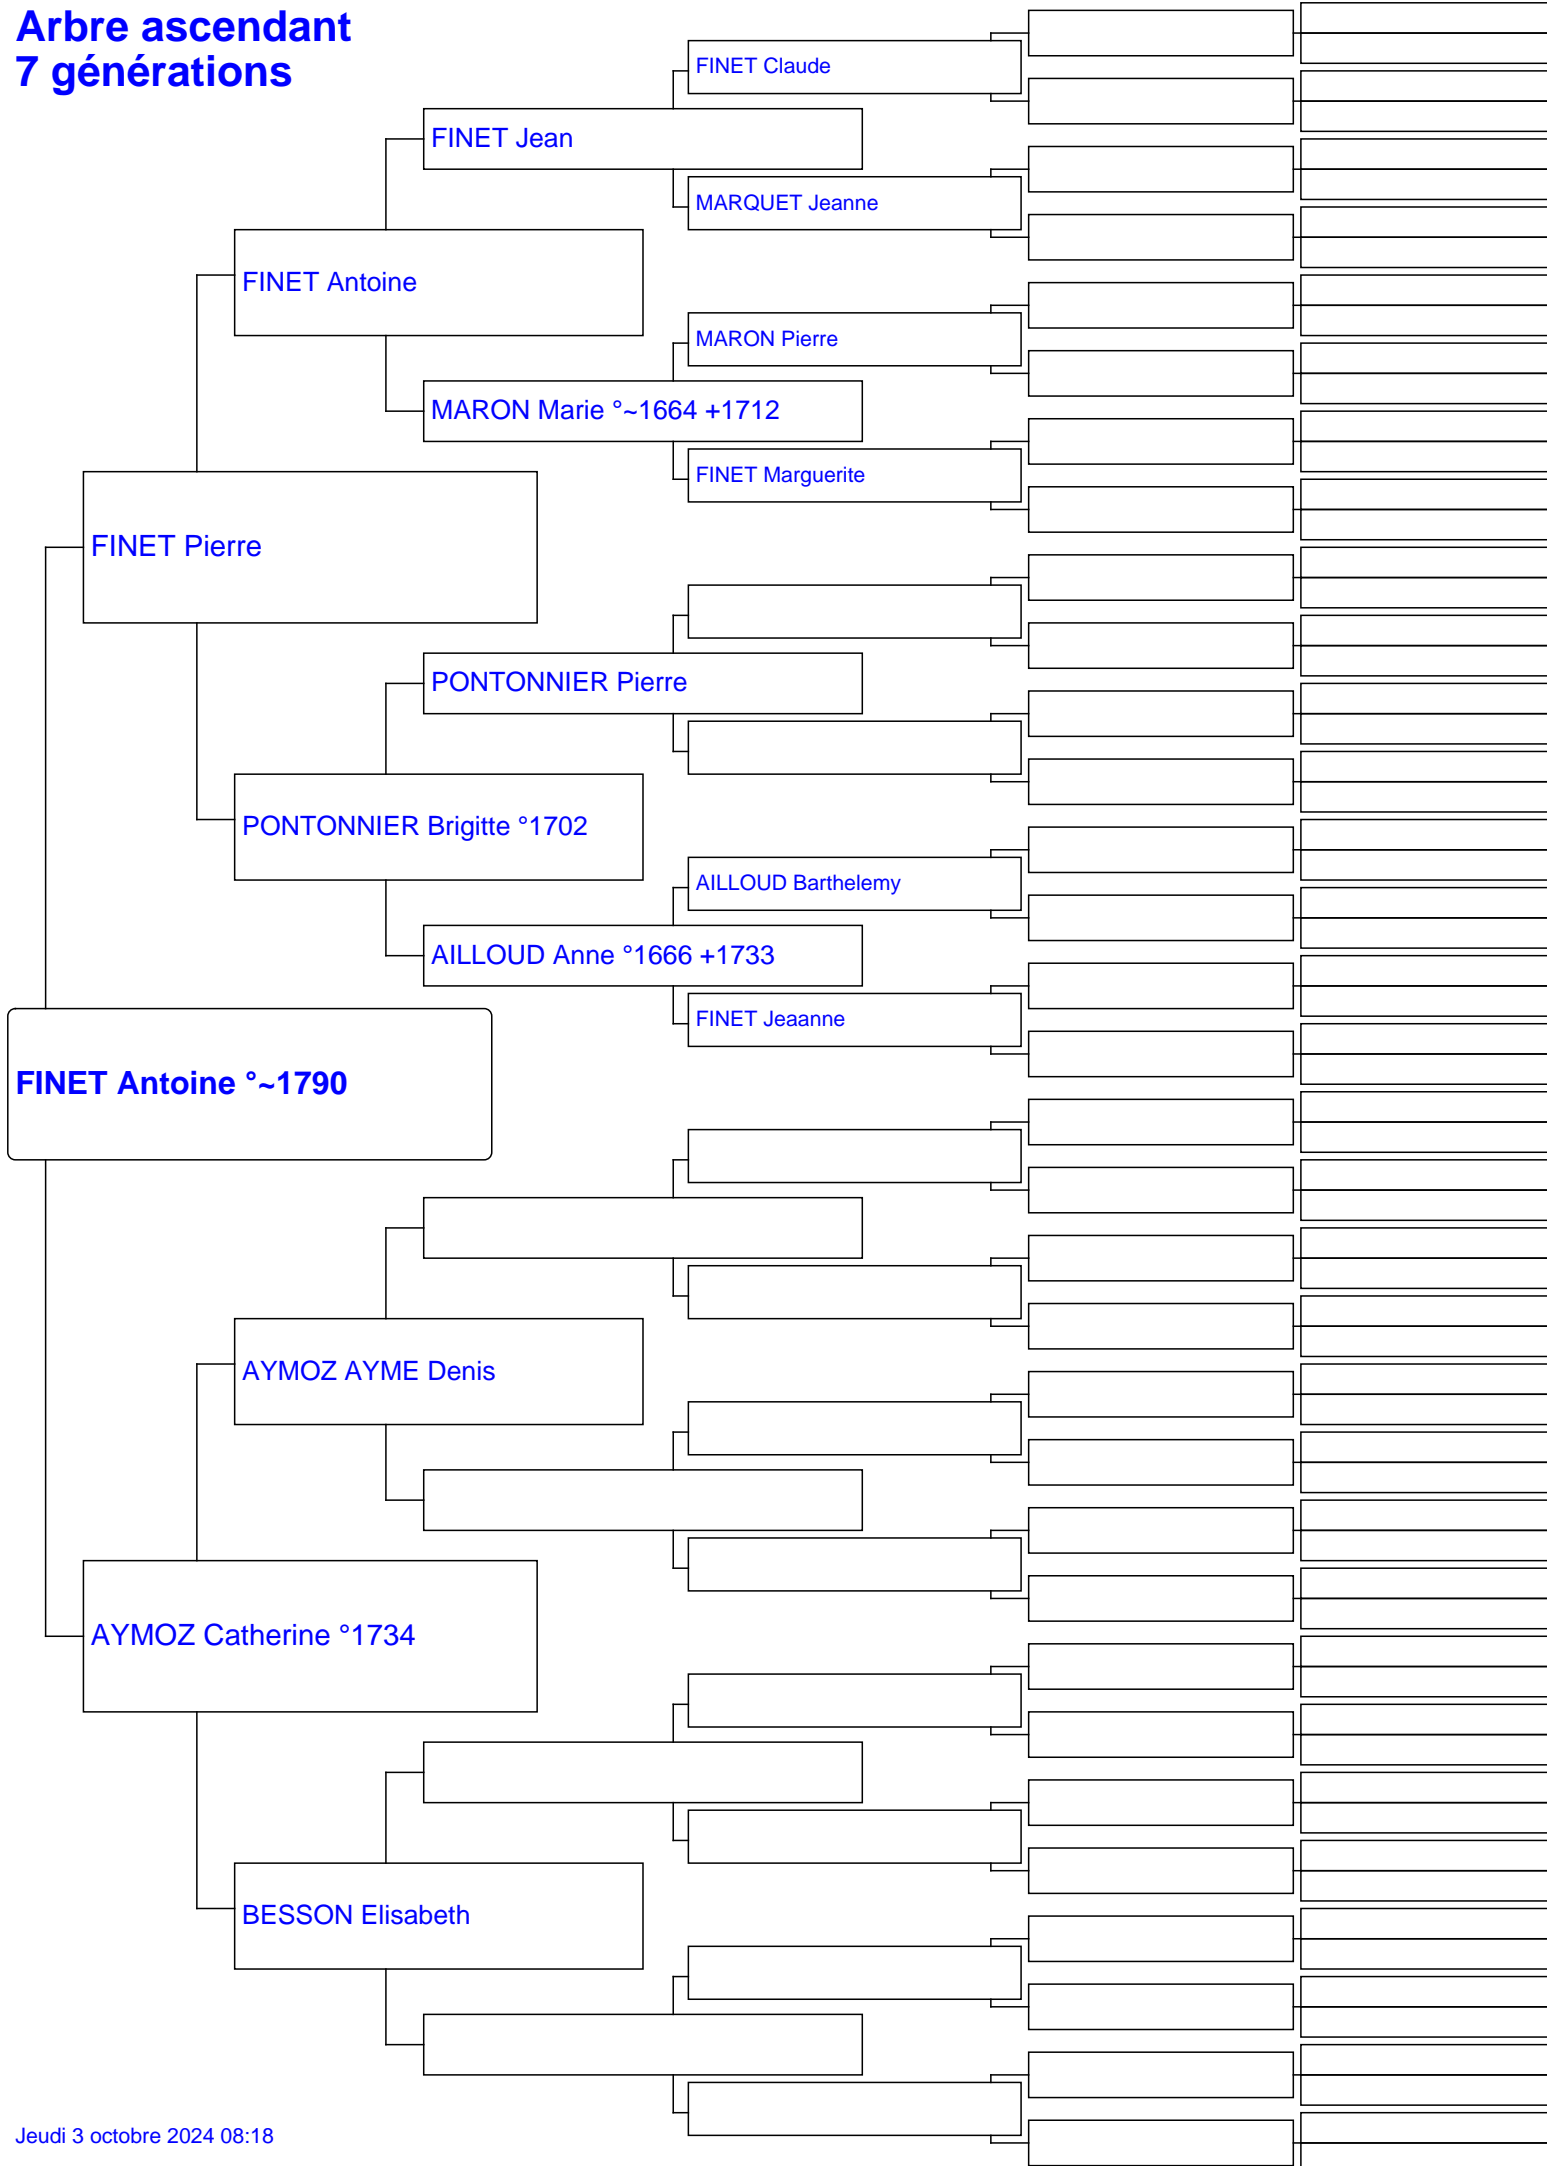 Arbre ascendant
7 générations
FINET Claude
FINET Jean
MARQUET Jeanne
FINET Antoine
MARON Pierre
MARON Marie °~1664 +1712
FINET Marguerite
FINET Pierre
PONTONNIER Pierre
PONTONNIER Brigitte °1702
AILLOUD Barthelemy
AILLOUD Anne °1666 +1733
FINET Jeaanne
FINET Antoine °~1790
AYMOZ AYME Denis
AYMOZ Catherine °1734
BESSON Elisabeth
Jeudi 3 octobre 2024 08:18